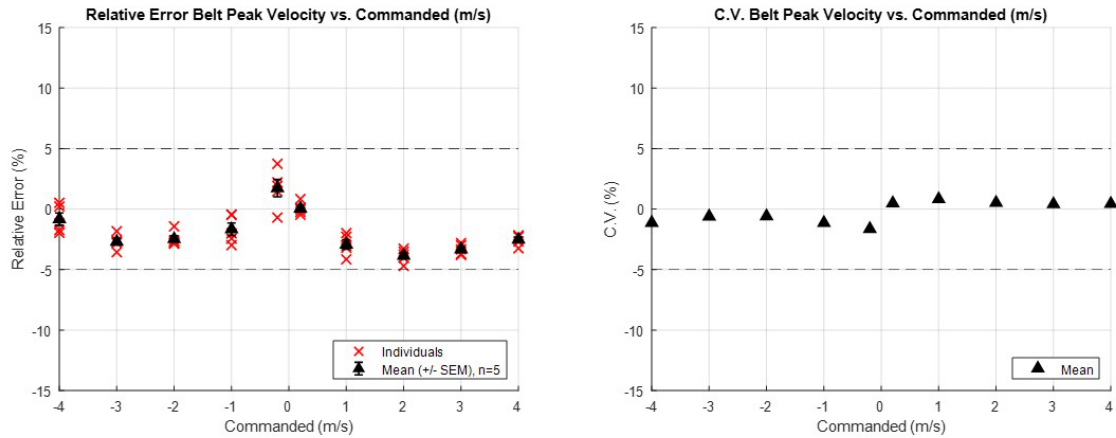 Relative Error Belt Peak Velocity vs. Commanded (m/s)
15
10
5
0
-5
-10
-15
Relative Error (%)
-4 -3 -2 -1 0 1 2 3 4
Commanded (m/s)
Individuals
Mean (+/- SEM), n=5
C.V. Belt Peak Velocity vs. Commanded (m/s)
15
10
5
0
-5
-10
-15
C.V. (%)
-4 -3 -2 -1 0 1 2 3 4
Commanded (m/s)
Mean